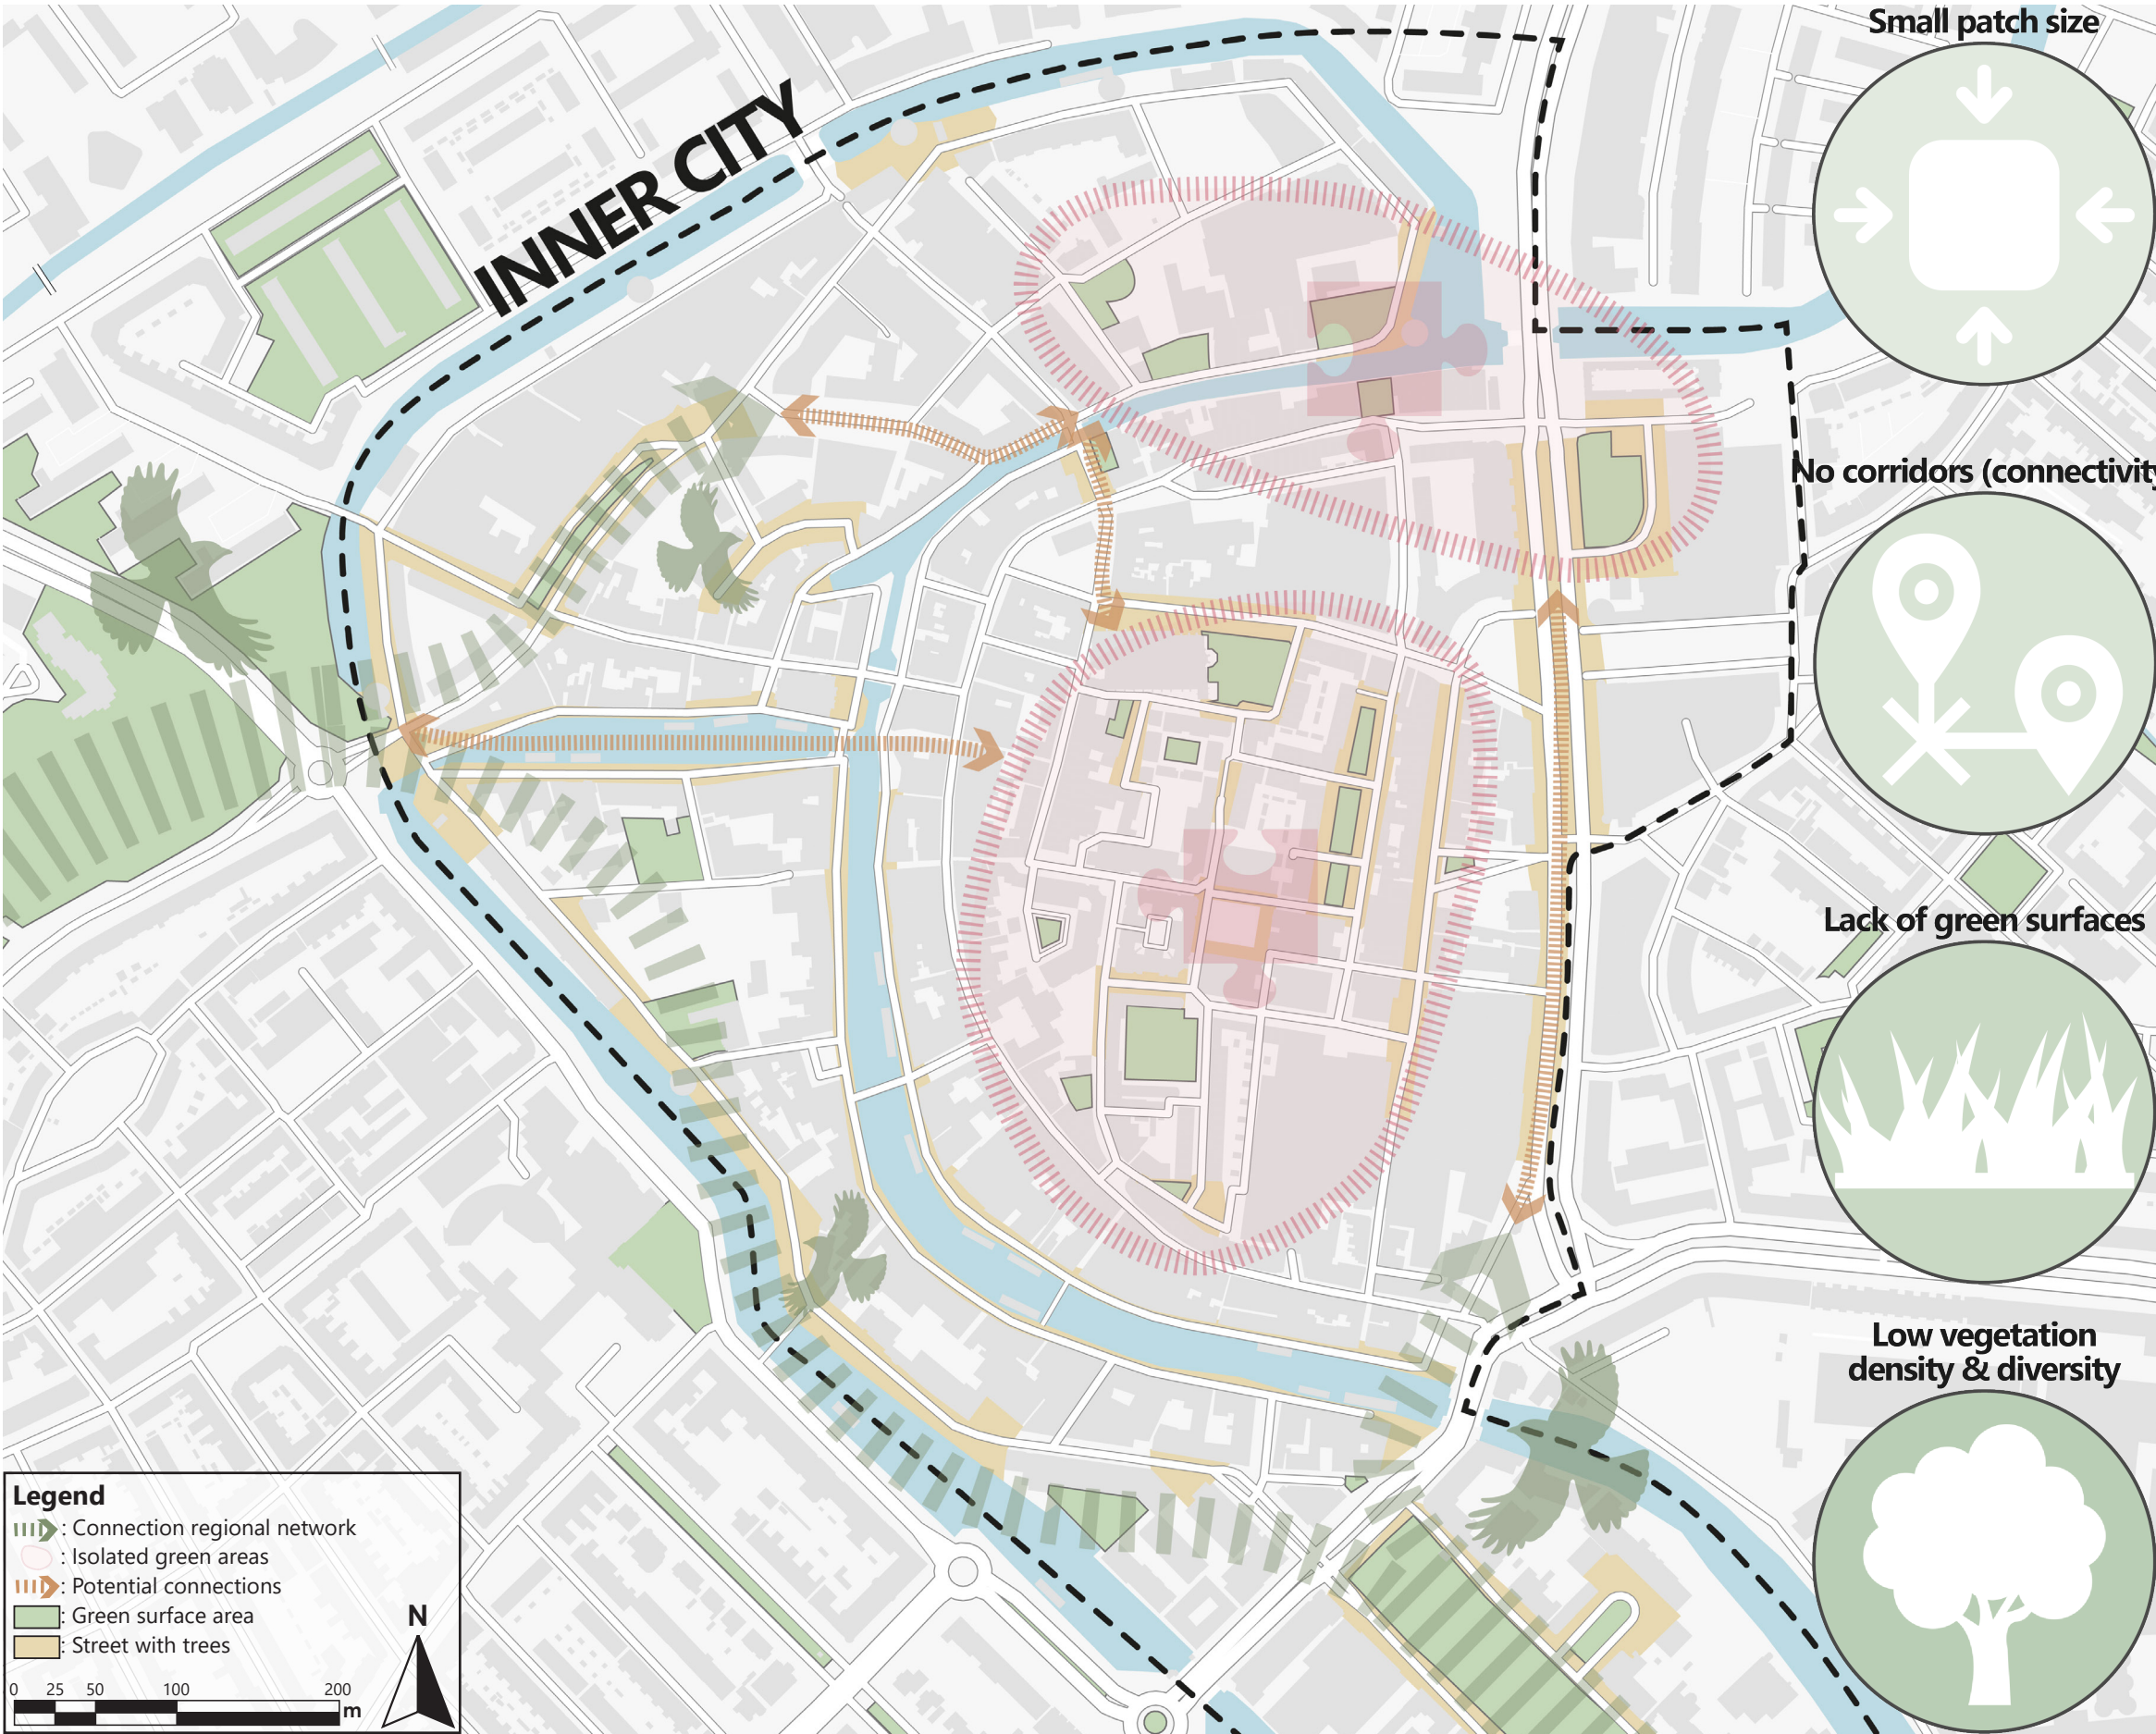 INNER CITY
Small patch size
No corridors (connectivity
Lack of green surfaces
Low vegetation
density & diversity
Legend
: Connection regional network
: Isolated green areas
: Potential connections
: Green surface area
: Street with trees
N
0 25 50 100 200
m